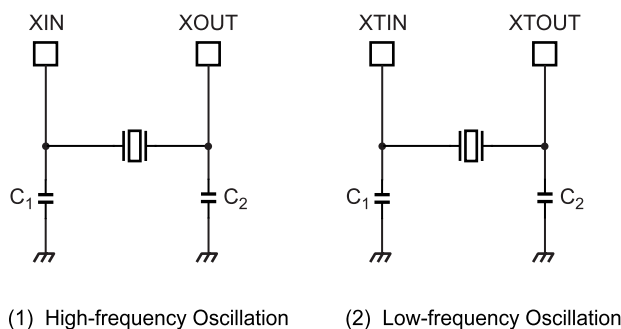 XIN XOUT XTIN XTOUT
C1 C2 C1 C2
(1) High-frequency Oscillation (2) Low-frequency Oscillation